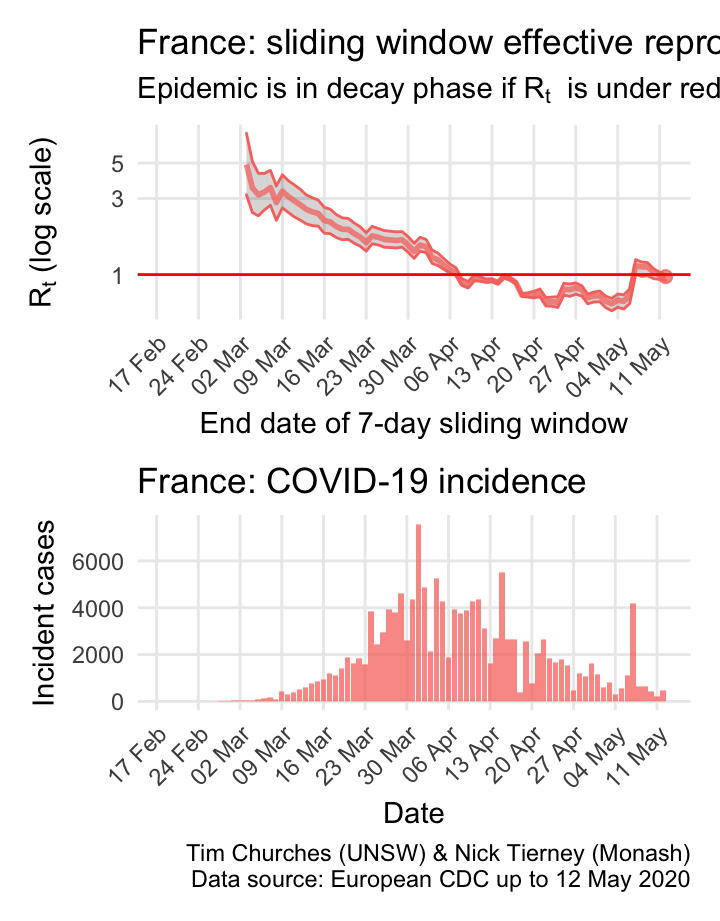 France: sliding window effective repro
Epidemic is in decay phase if Rt is under red
Rt (log scale)
5
3
1
17 Feb
24 Feb
02 Mar
09 Mar
16 Mar
23 Mar
30 Mar
06 Apr
13 Apr
20 Apr
27 Apr
04 May
11 May
End date of 7-day sliding window
France: COVID-19 incidence
Incident cases
6000
4000
2000
0
17 Feb
24 Feb
02 Mar
09 Mar
16 Mar
23 Mar
30 Mar
06 Apr
13 Apr
20 Apr
27 Apr
04 May
11 May
Date
Tim Churches (UNSW) & Nick Tierney (Monash)
Data source: European CDC up to 12 May 2020